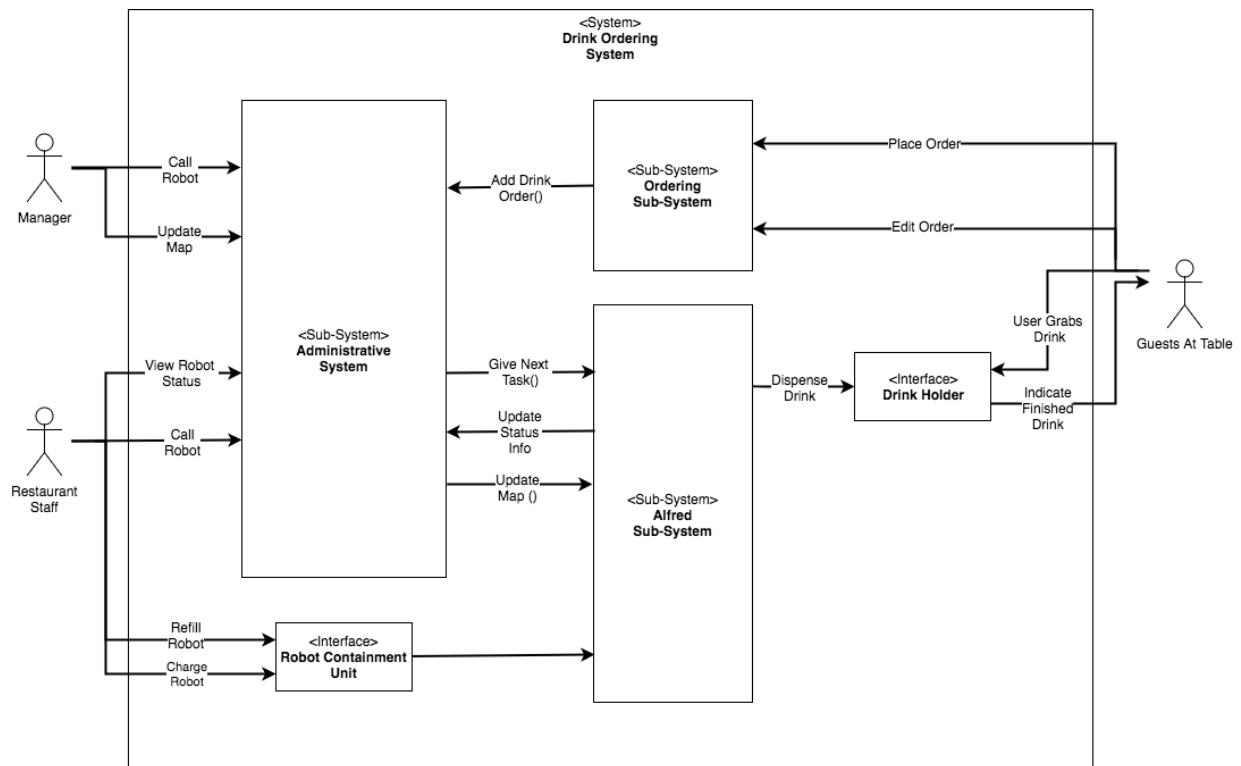 <System>
Drink Ordering
System
Manager
Call
Robot
Update
Map
<Sub-System>
Administrative
System
Add Drink
Order()
<Sub-System>
Ordering
Sub-System
Place Order
Edit Order
Guests At Table
User Grabs
Drink
Restaurant
Staff
View Robot
Status
Call
Robot
Give Next
Task()
Update
Status
Info
Update
Map ()
<Sub-System>
Alfred
Sub-System
Dispense
Drink
<Interface>
Drink Holder
Indicate
Finished
Drink
Refill
Robot
Charge
Robot
<Interface>
Robot Containment
Unit